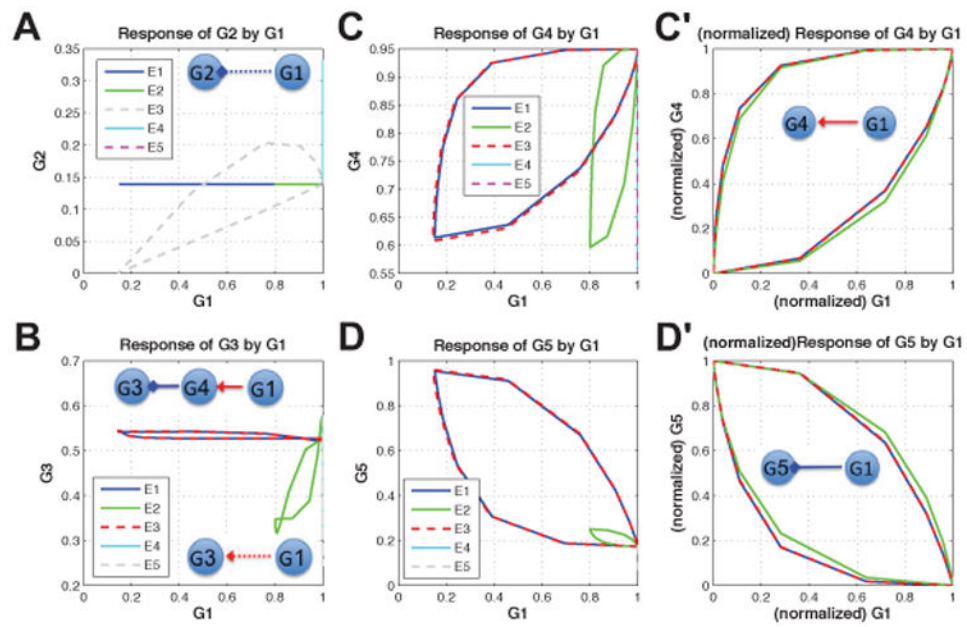 A
Response of G2 by G1
0.35
0.3
0.25
0.2
0.15
0.1
0.05
0
G2
E1
E2
E3
E4
E5
G2
G1
0
0.2
0.4
0.6
0.8
1
G1
C
Response of G4 by G1
0.95
0.9
0.85
0.8
0.75
0.7
0.65
0.6
0.55
G4
E1
E2
E3
E4
E5
0
0.2
0.4
0.6
0.8
1
G1
C'
(normalized) Response of G4 by G1
1
0.8
0.6
0.4
0.2
0
(normalized) G4
G4
G1
0
0.2
0.4
0.6
0.8
1
(normalized) G1
B
Response of G3 by G1
0.7
0.6
0.5
0.4
0.3
0.2
G3
G3
G4
G1
E1
E2
E3
E4
E5
G3
G1
0
0.2
0.4
0.6
0.8
1
G1
D
Response of G5 by G1
1
0.8
0.6
0.4
0.2
0
G5
E1
E2
E3
E4
E5
0
0.2
0.4
0.6
0.8
1
G1
D'
(normalized)Response of G5 by G1
1
0.8
0.6
0.4
0.2
0
(normalized) G5
G5
G1
0
0.2
0.4
0.6
0.8
1
(normalized) G1